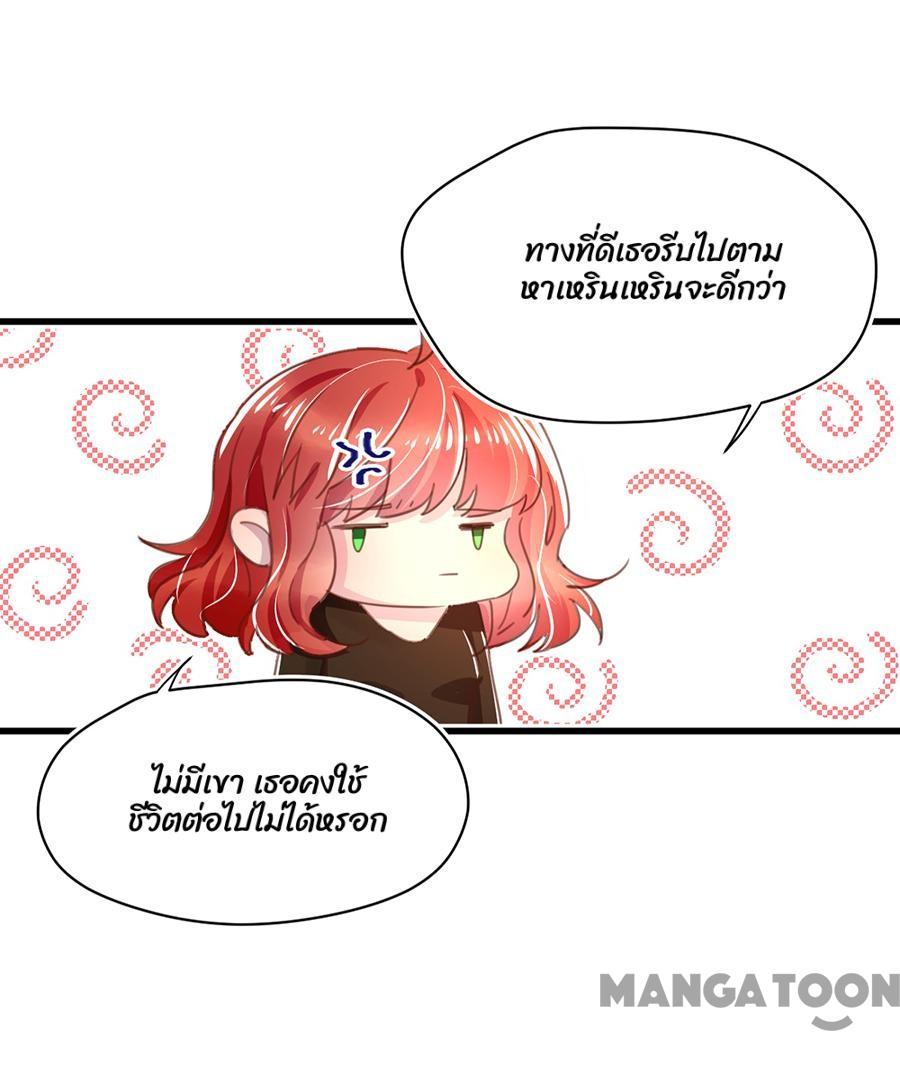 ทางที่ดีเธอรีบไปตาม
หาเหรินเหรินจะดีกว่า
ไม่มีเขา เธอคงใช้
ชีวิตต่อไปไม่ได้หรอก
MANGATOON